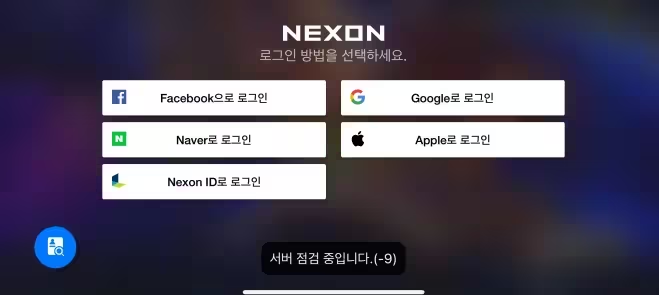 NEXON
로그인 방법을 선택하세요.
Facebook으로 로그인
Google로 로그인
Naver로 로그인
Apple로 로그인
Nexon ID로 로그인
서버 점검 중입니다.(-9)